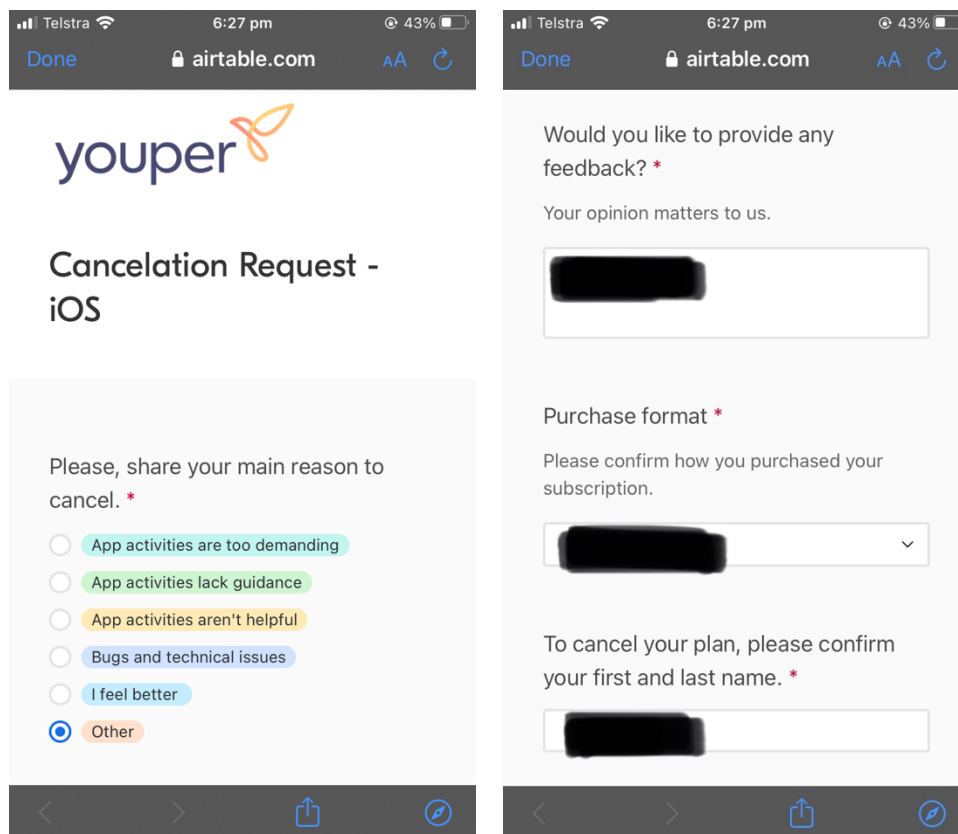 Telstra 6:27 pm 43%
Done airtable.com AA
youper
Cancelation Request -
iOS
Please, share your main reason to
cancel. *
App activities are too demanding
App activities lack guidance
App activities aren't helpful
Bugs and technical issues
I feel better
Other
Telstra 6:27 pm 43%
Done airtable.com AA
Would you like to provide any
feedback? *
Your opinion matters to us.
Purchase format *
Please confirm how you purchased your
subscription.
To cancel your plan, please confirm
your first and last name. *